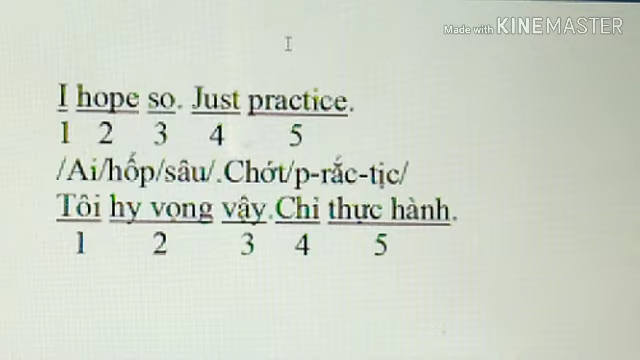 Made with KINEMASTER
I hope so. Just practice.
1 2 3 4 5
/Ai/hốp/sâu/.Chớt/p-rắc-tịc/
Tôi hy vọng vậy.Chỉ thực hành.
1 2 3 4 5